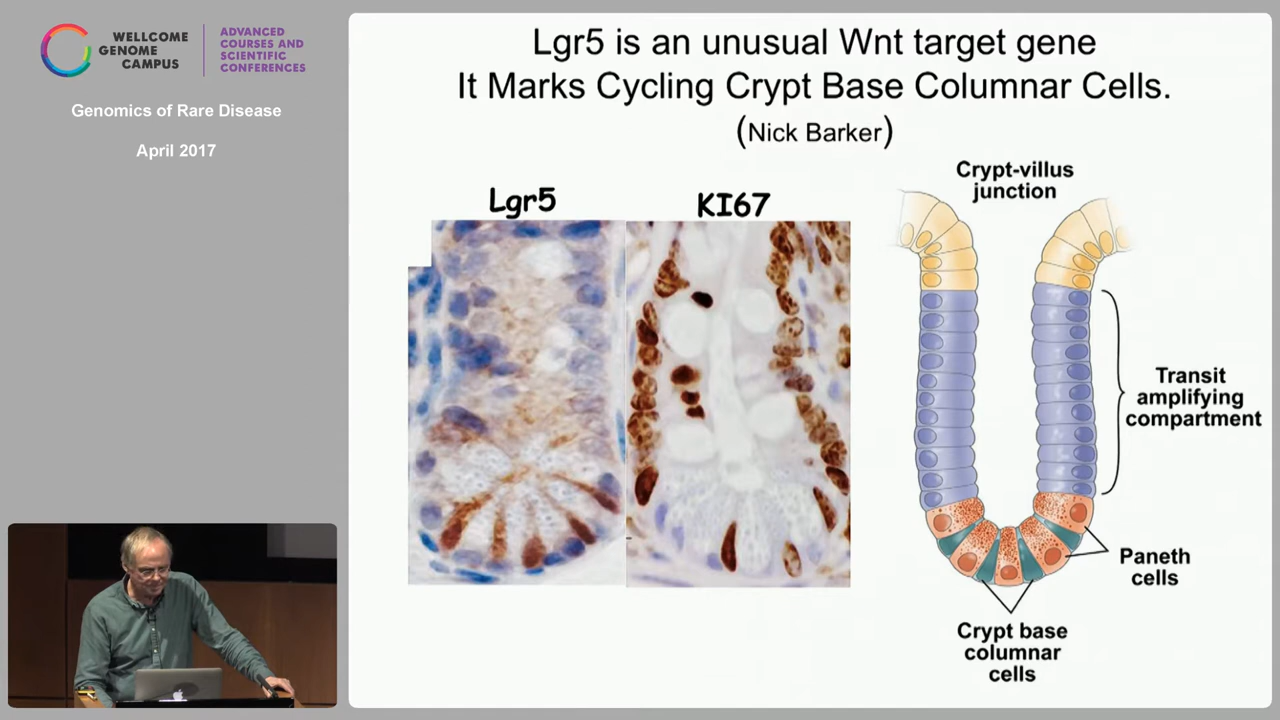 WELLCOME
GENOME
CAMPUS
ADVANCED
COURSES AND
SCIENTIFIC
CONFERENCES
Genomics of Rare Disease
April 2017
Lgr5 is an unusual Wnt target gene
It Marks Cycling Crypt Base Columnar Cells.
(Nick Barker)
Lgr5
KI67
Crypt-villus
junction
Transit
amplifying
compartment
Paneth
cells
Crypt base
columnar
cells